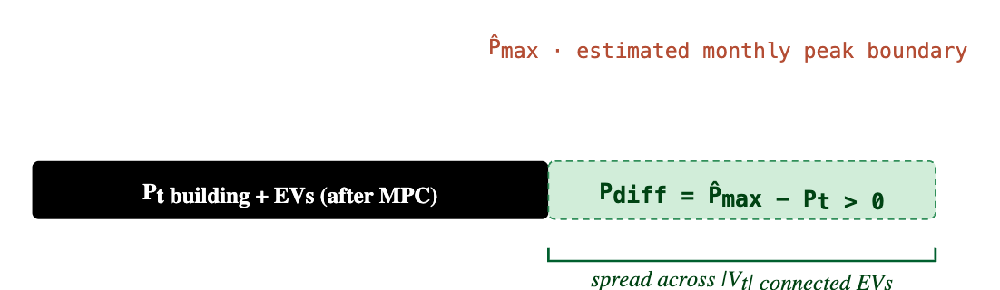 P̂max · estimated monthly peak boundary
Pt building + EVs (after MPC)
Pdiff = P̂max − Pt > 0
spread across |Vt| connected EVs